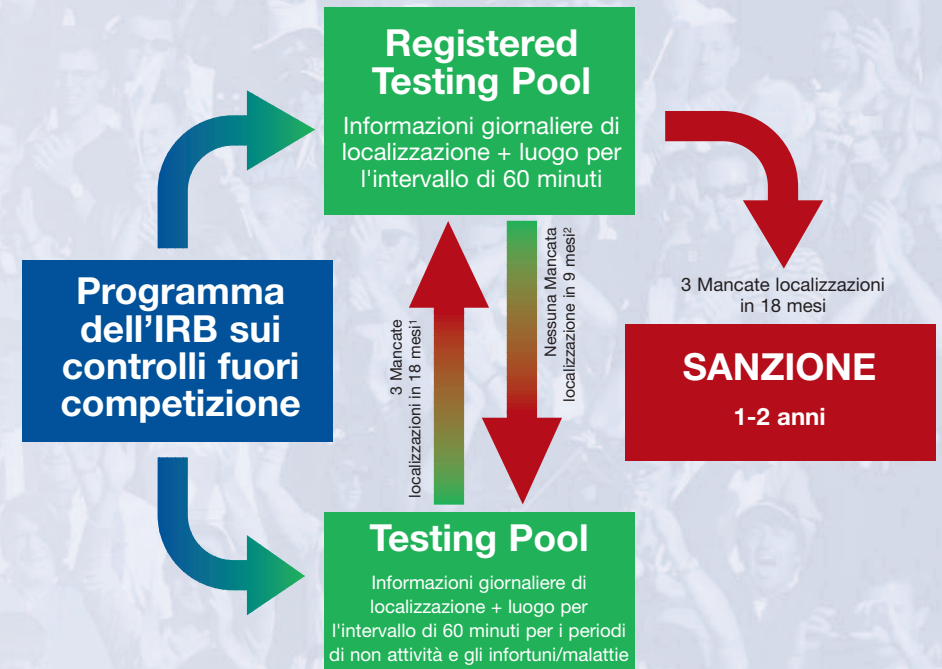 Registered
Testing Pool
Informazioni giornaliere di
localizzazione + luogo per
l'intervallo di 60 minuti
Programma
dell’IRB sui
controlli fuori
competizione
3 Mancate
localizzazioni in 18 mesi¹
Nessuna Mancata
localizzazione in 9 mesi²
3 Mancate localizzazioni
in 18 mesi
SANZIONE
1-2 anni
Testing Pool
Informazioni giornaliere di
localizzazione + luogo per
l'intervallo di 60 minuti per i periodi
di non attività e gli infortuni/malattie